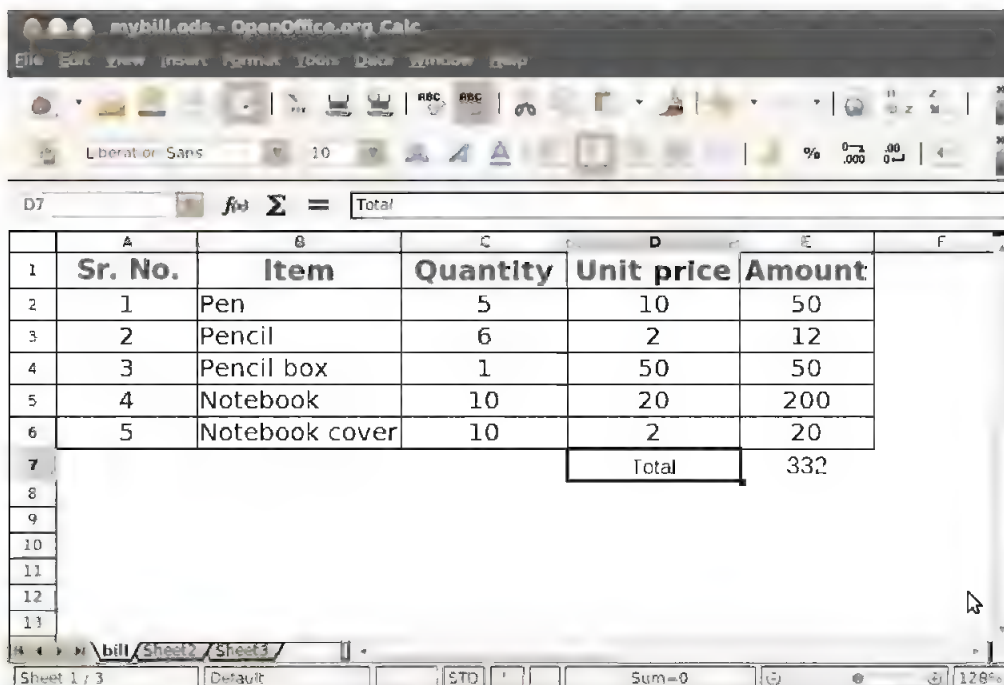 mybill.ods - OpenOffice.org Calc
File Edit View Insert Format Tools Data Window Help
ABC ABC
Liberation Sans 10 % .000 .00
D7 f(x) Σ = Total
A B C D E F
1 Sr. No. Item Quantity Unit price Amount
2 1 Pen 5 10 50
3 2 Pencil 6 2 12
4 3 Pencil box 1 50 50
5 4 Notebook 10 20 200
6 5 Notebook cover 10 2 20
7 Total 332
8
9
10
11
12
13
bill Sheet2 Sheet3
Sheet 1 / 3 Default STD * Sum=0 128%